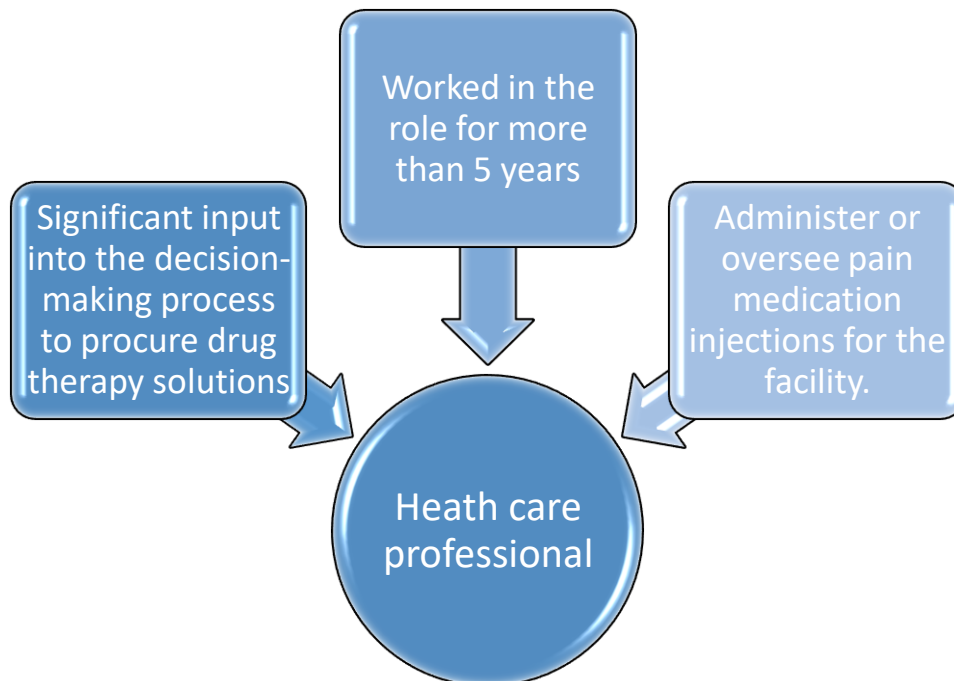 Worked in the
role for more
than 5 years
Significant input
into the decision-
making process
to procure drug
therapy solutions
Administer or
oversee pain
medication
injections for the
facility.
Heath care
professional